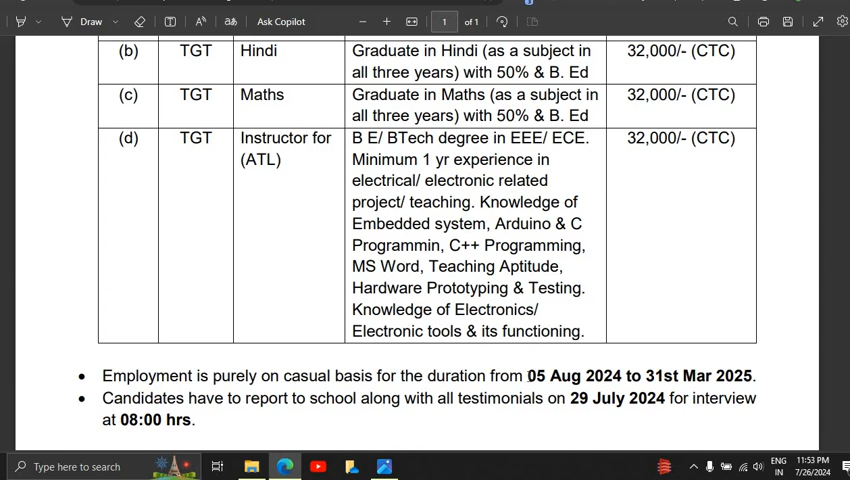 Draw
Ask Copilot
1 of 1
(b) TGT Hindi Graduate in Hindi (as a subject in 32,000/- (CTC)
all three years) with 50% & B. Ed
(c) TGT Maths Graduate in Maths (as a subject in 32,000/- (CTC)
all three years) with 50% & B. Ed
(d) TGT Instructor for B E/ BTech degree in EEE/ ECE. 32,000/- (CTC)
(ATL) Minimum 1 yr experience in
electrical/ electronic related
project/ teaching. Knowledge of
Embedded system, Arduino & C
Programmin, C++ Programming,
MS Word, Teaching Aptitude,
Hardware Prototyping & Testing.
Knowledge of Electronics/
Electronic tools & its functioning.
• Employment is purely on casual basis for the duration from 05 Aug 2024 to 31st Mar 2025.
• Candidates have to report to school along with all testimonials on 29 July 2024 for interview
at 08:00 hrs.
Type here to search
ENG 11:53 PM
IN 7/26/2024